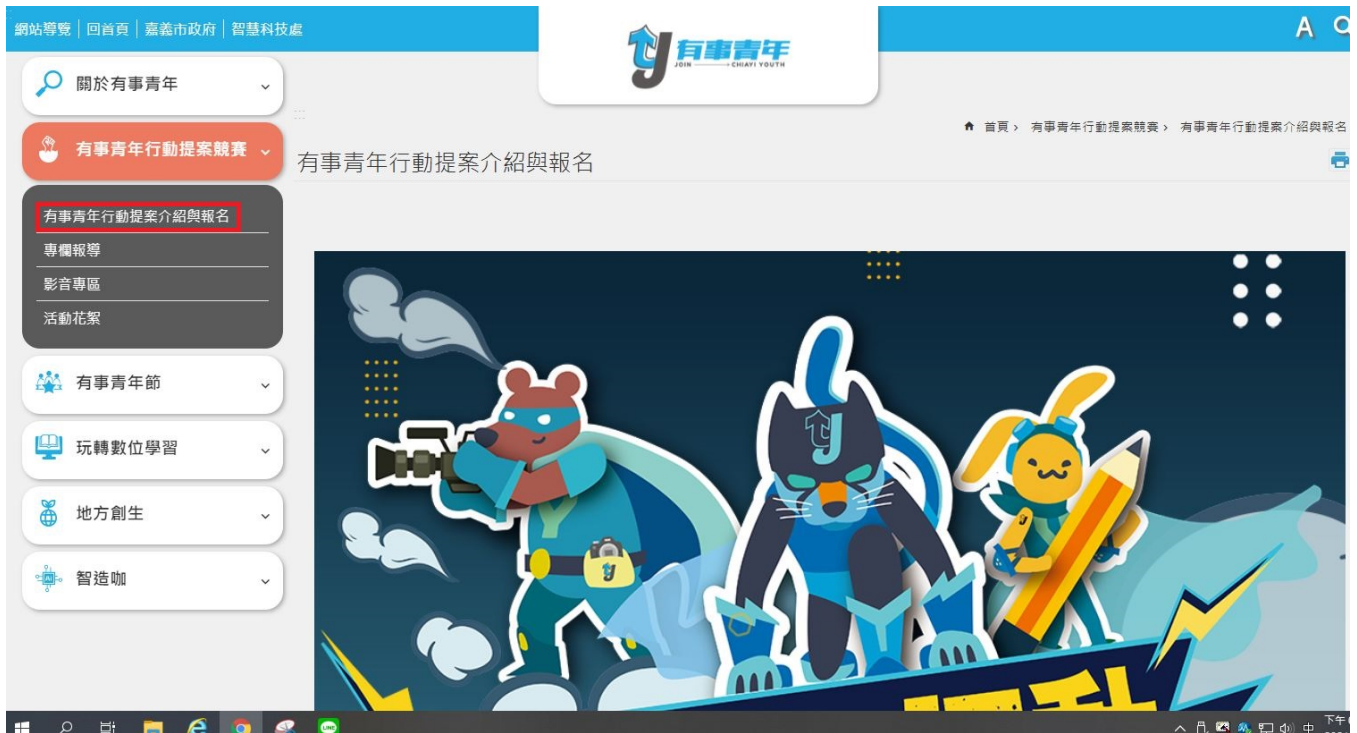 網站導覽 | 回首頁 | 嘉義市政府 | 智慧科技處
有事青年
JOIN CHIAYI YOUTH
A
關於有事青年
有事青年行動提案競賽
有事青年行動提案介紹與報名
專欄報導
影音專區
活動花絮
有事青年節
玩轉數位學習
地方創生
智造咖
首頁 › 有事青年行動提案競賽 › 有事青年行動提案介紹與報名
有事青年行動提案介紹與報名
AI
LINE
中
下午